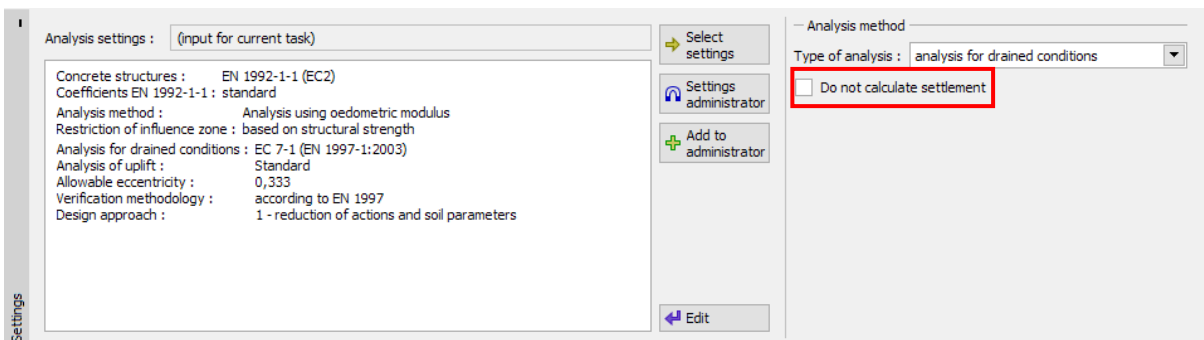 Analysis settings : (input for current task)
Concrete structures : EN 1992-1-1 (EC2)
Coefficients EN 1992-1-1 : standard
Analysis method : Analysis using oedometric modulus
Restriction of influence zone : based on structural strength
Analysis for drained conditions : EC 7-1 (EN 1997-1:2003)
Analysis of uplift : Standard
Allowable eccentricity : 0,333
Verification methodology : according to EN 1997
Design approach : 1 - reduction of actions and soil parameters
Select
settings
Settings
administrator
Add to
administrator
Edit
Analysis method
Type of analysis : analysis for drained conditions
Do not calculate settlement
Settings